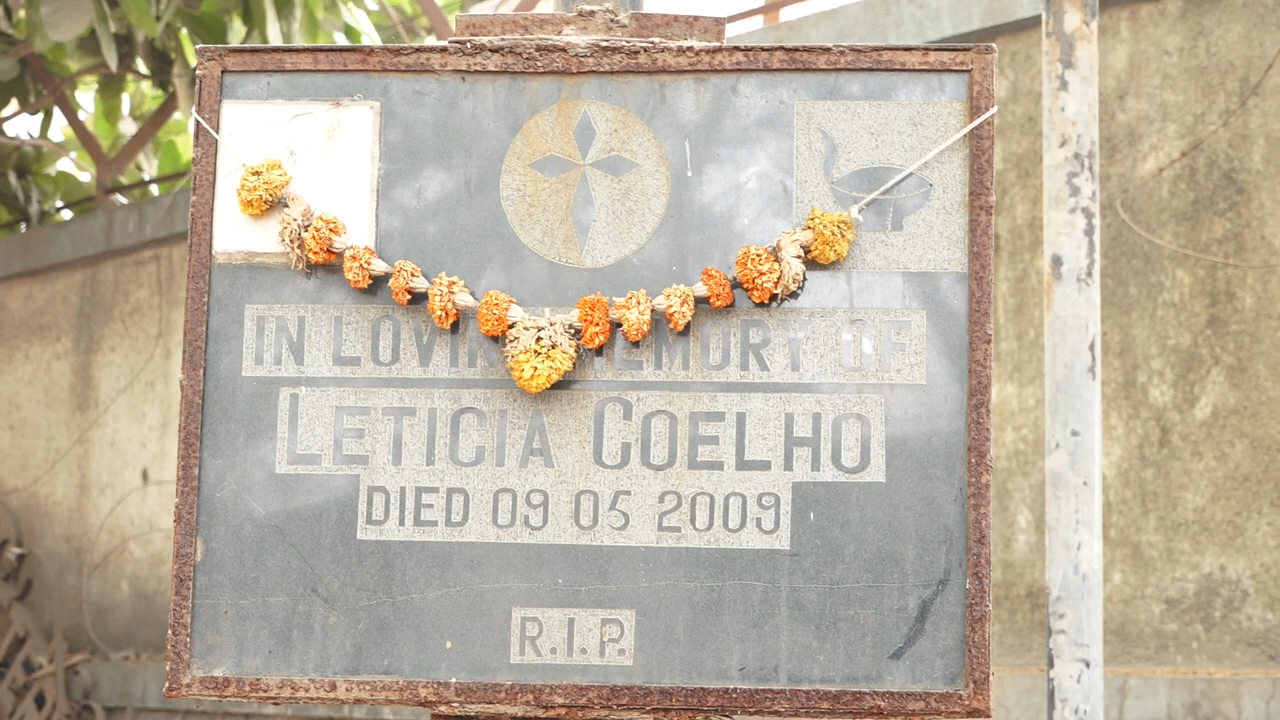 IN LOVING MEMORY OF
LETICIA COELHO
DIED 09 05 2009
R.I.P.